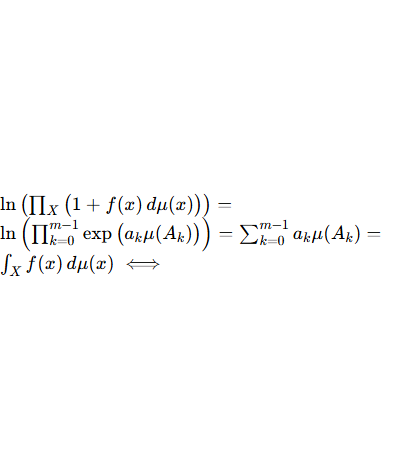 ln (∏_X (1 + f(x) dμ(x))) =
ln (∏_{k=0}^{m−1} exp (a_k μ(A_k))) = ∑_{k=0}^{m−1} a_k μ(A_k) =
∫_X f(x) dμ(x) ⟺